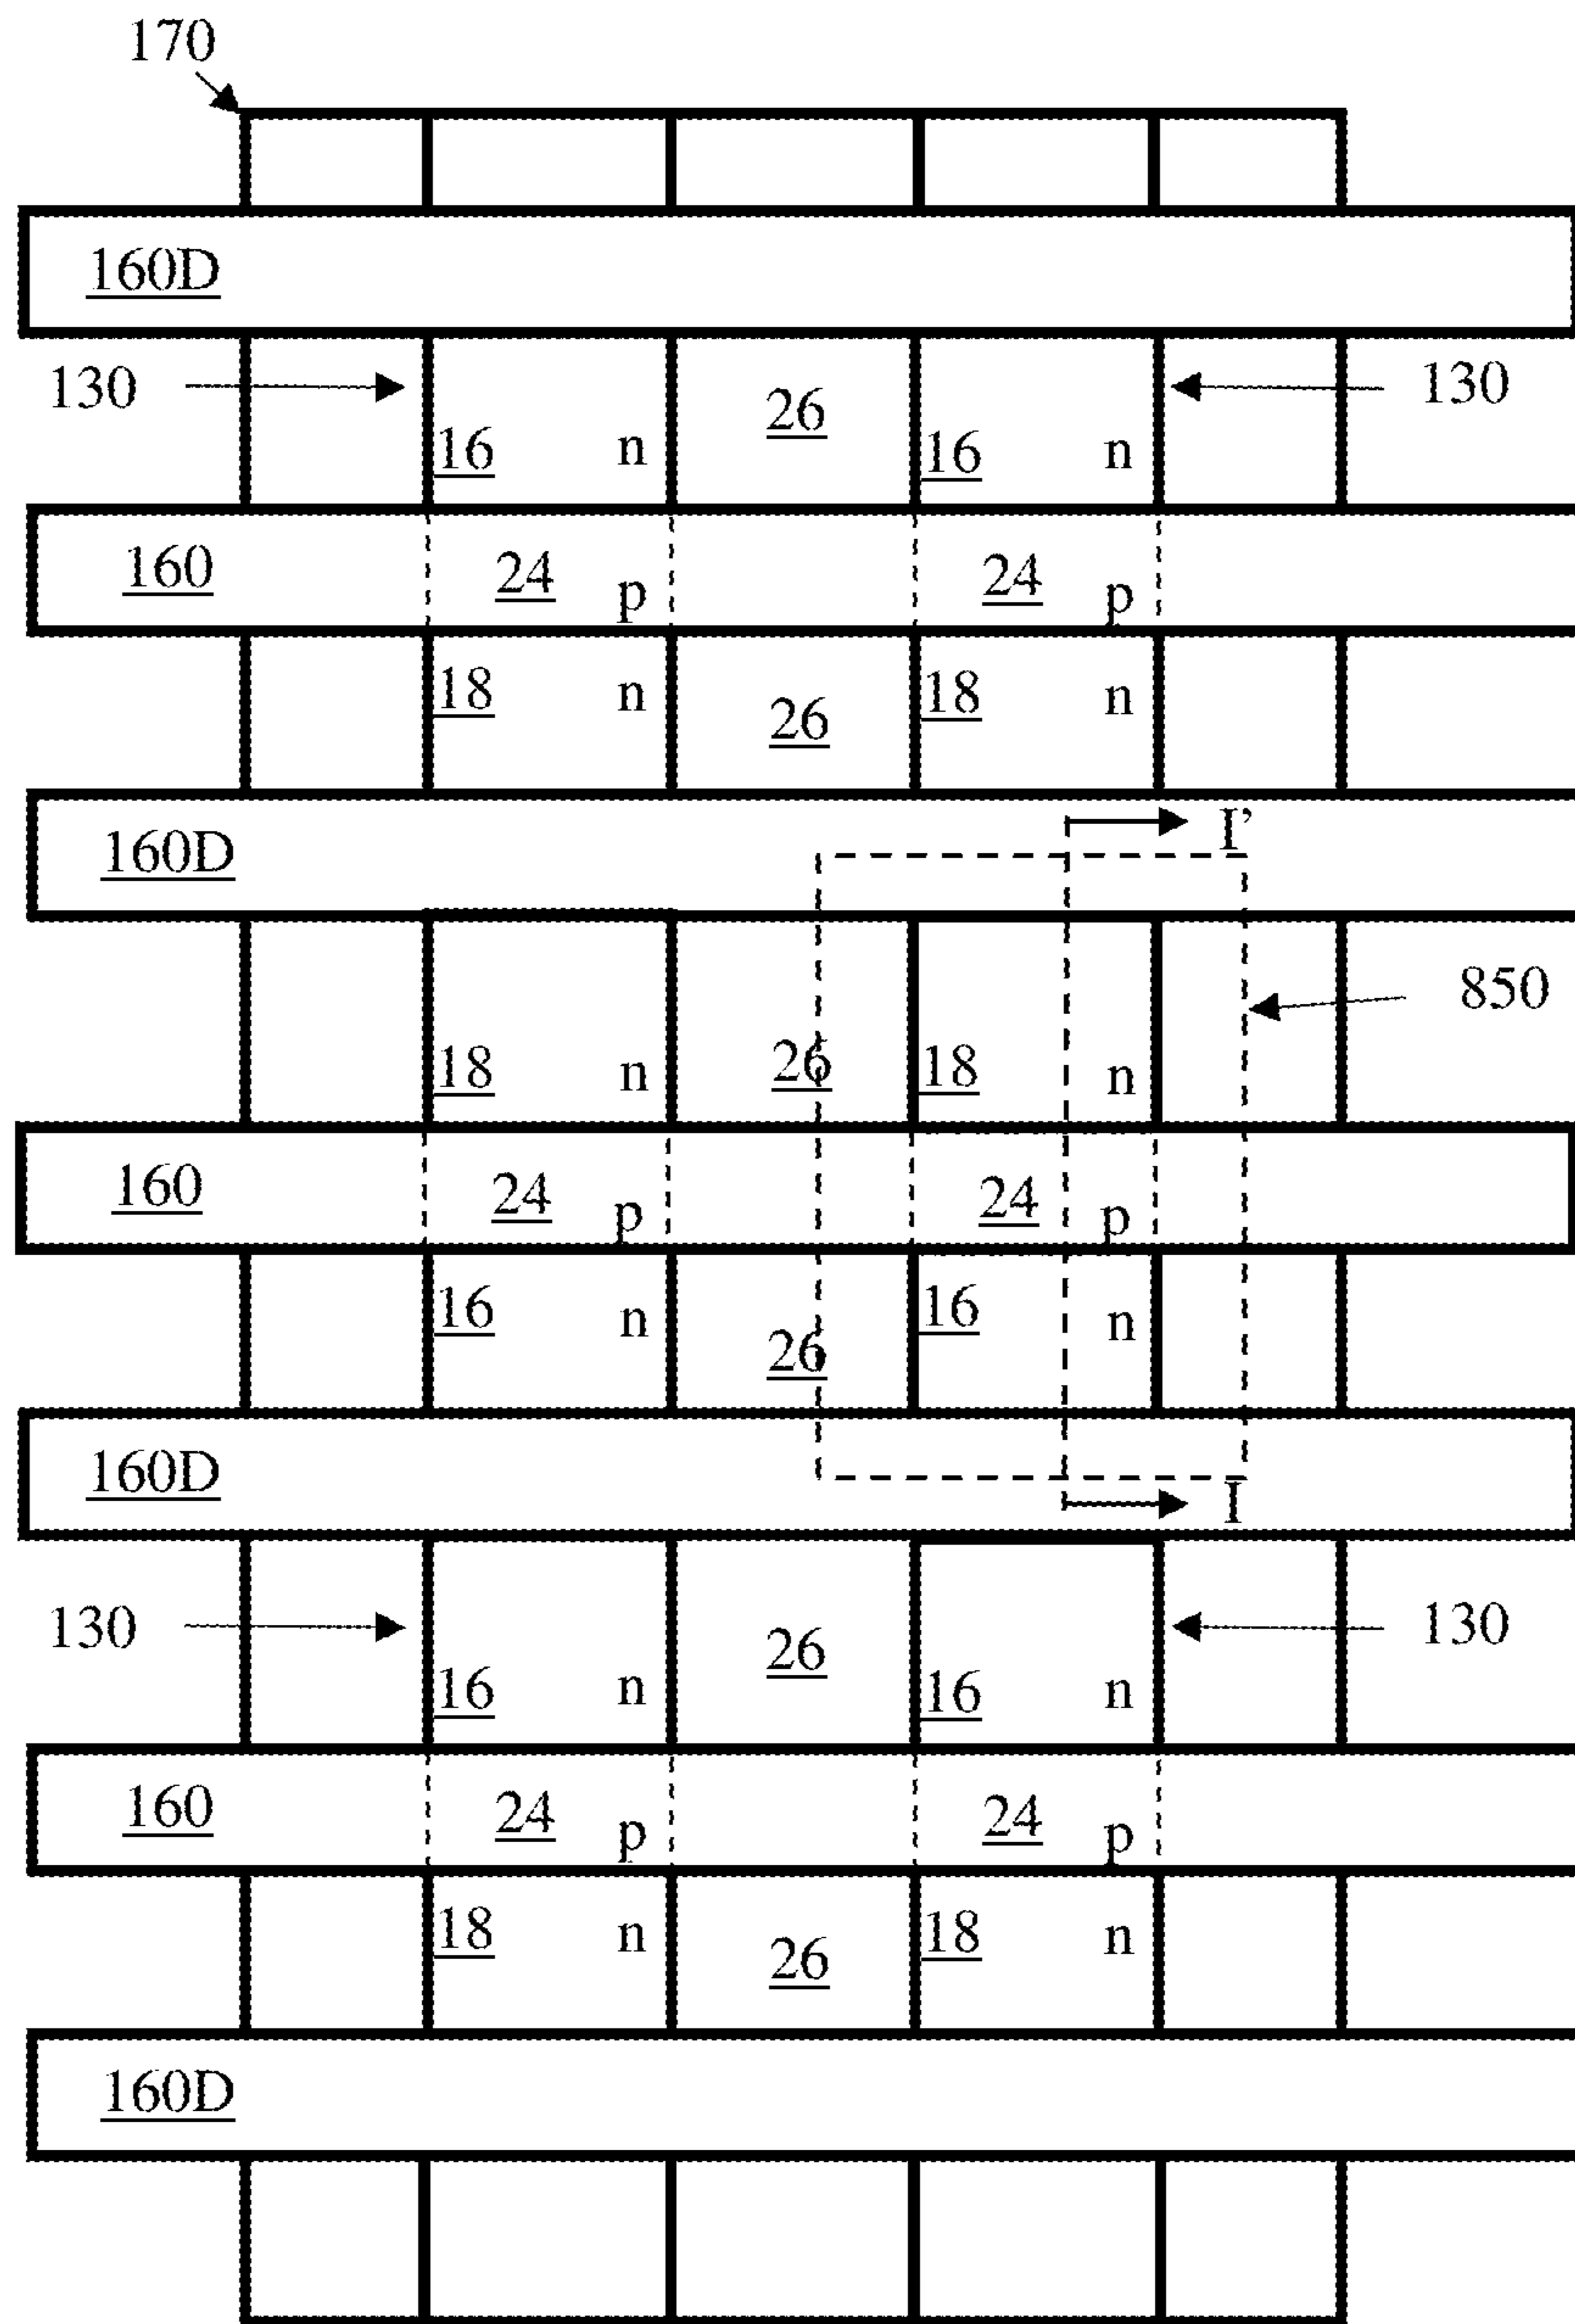 170
160D
130 16 n 26 16 n 130
160 24 p 24 p
18 n 26 18 n
160D I’
850
18 n 26 18 n
160 24 p 24 p
16 n 26 16 n
160D I
130 16 n 26 16 n 130
160 24 p 24 p
18 n 26 18 n
160D